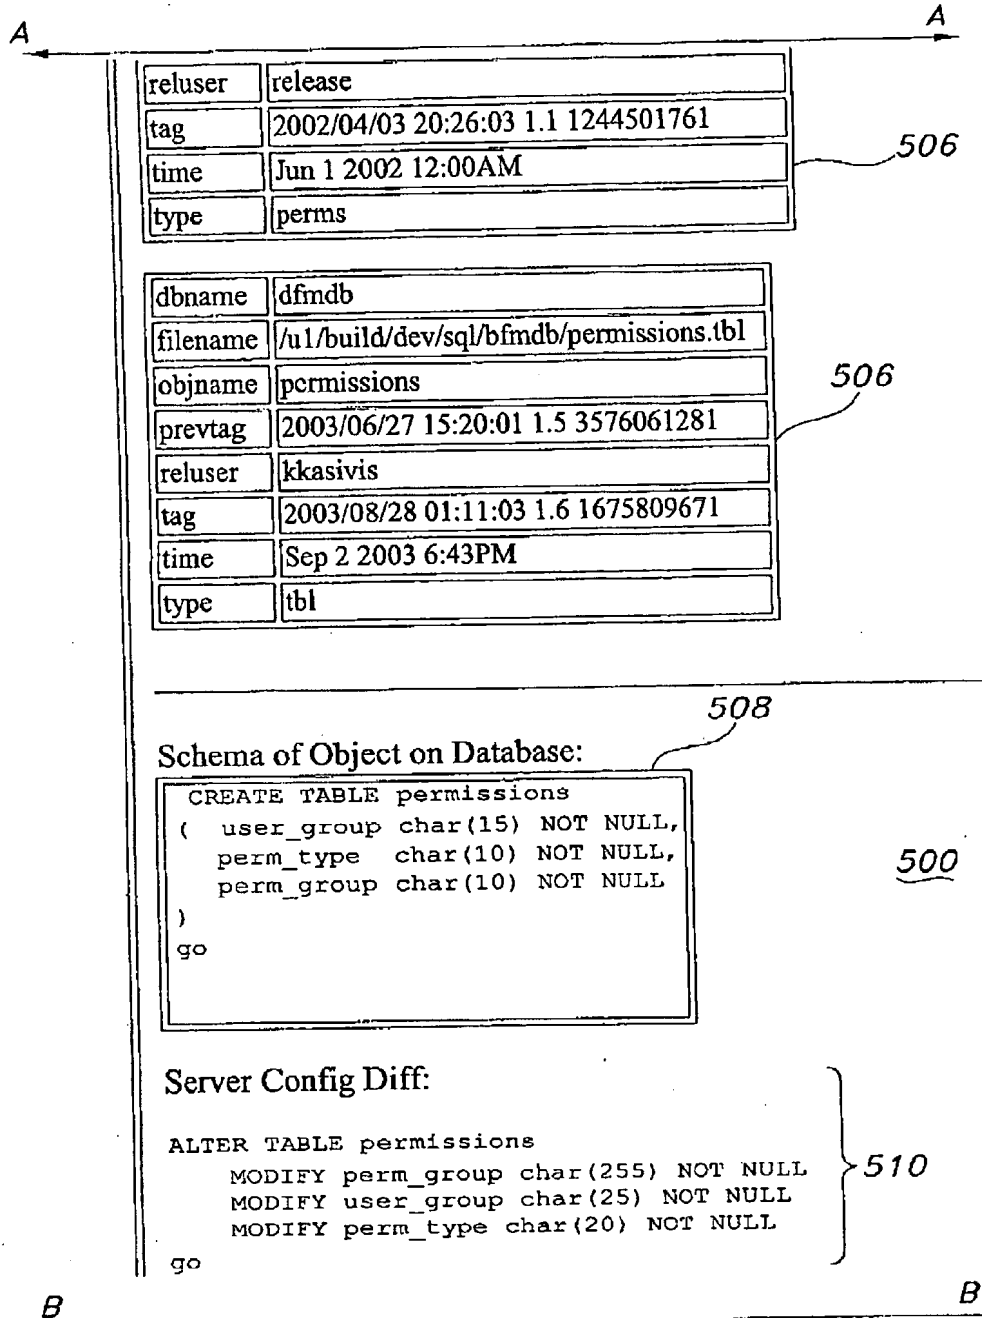 A A
reluser release
tag 2002/04/03 20:26:03 1.1 1244501761
506
time Jun 1 2002 12:00AM
type perms
dbname dfmdb
filename /u1/build/dev/sql/bfmdb/permissions.tbl
objname permissions
506
prevtag 2003/06/27 15:20:01 1.5 3576061281
reluser kkasivis
tag 2003/08/28 01:11:03 1.6 1675809671
time Sep 2 2003 6:43PM
type tbl
508
Schema of Object on Database:
CREATE TABLE permissions
( user_group char(15) NOT NULL,
perm_type char(10) NOT NULL,
perm_group char(10) NOT NULL
)
go
500
Server Config Diff:
ALTER TABLE permissions
MODIFY perm_group char(255) NOT NULL
MODIFY user_group char(25) NOT NULL
MODIFY perm_type char(20) NOT NULL
go
510
B B